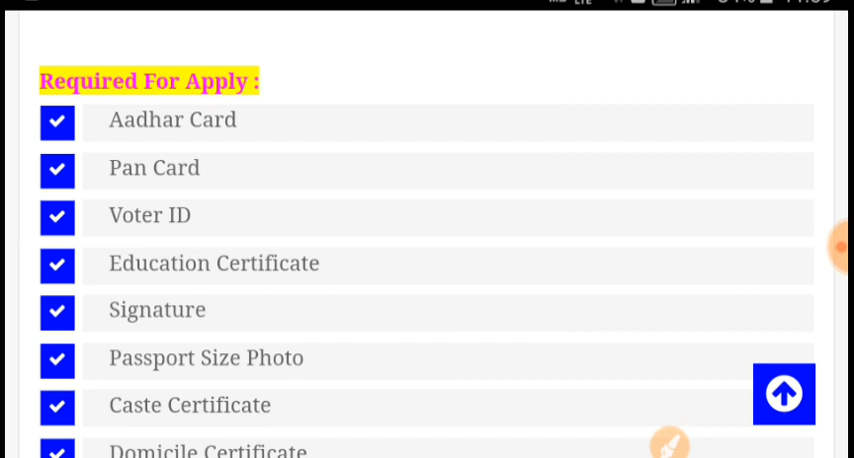 Required For Apply :
Aadhar Card
Pan Card
Voter ID
Education Certificate
Signature
Passport Size Photo
Caste Certificate
Domicile Certificate